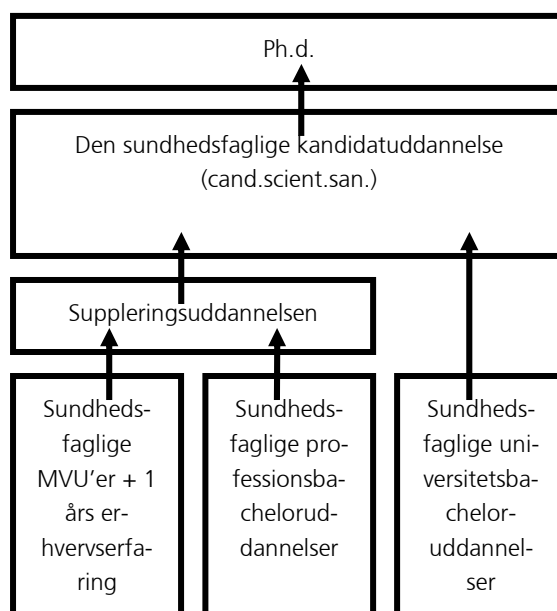 Ph.d.
Den sundhedsfaglige kandidatuddannelse
(cand.scient.san.)
Suppleringsuddannelsen
Sundheds-
faglige
MVU'er + 1
års er-
hvervserfa-
ring
Sundheds-
faglige pro-
fessionsba-
chelorud-
dannelser
Sundheds-
faglige uni-
versitetsba-
chelor-
uddannel-
ser